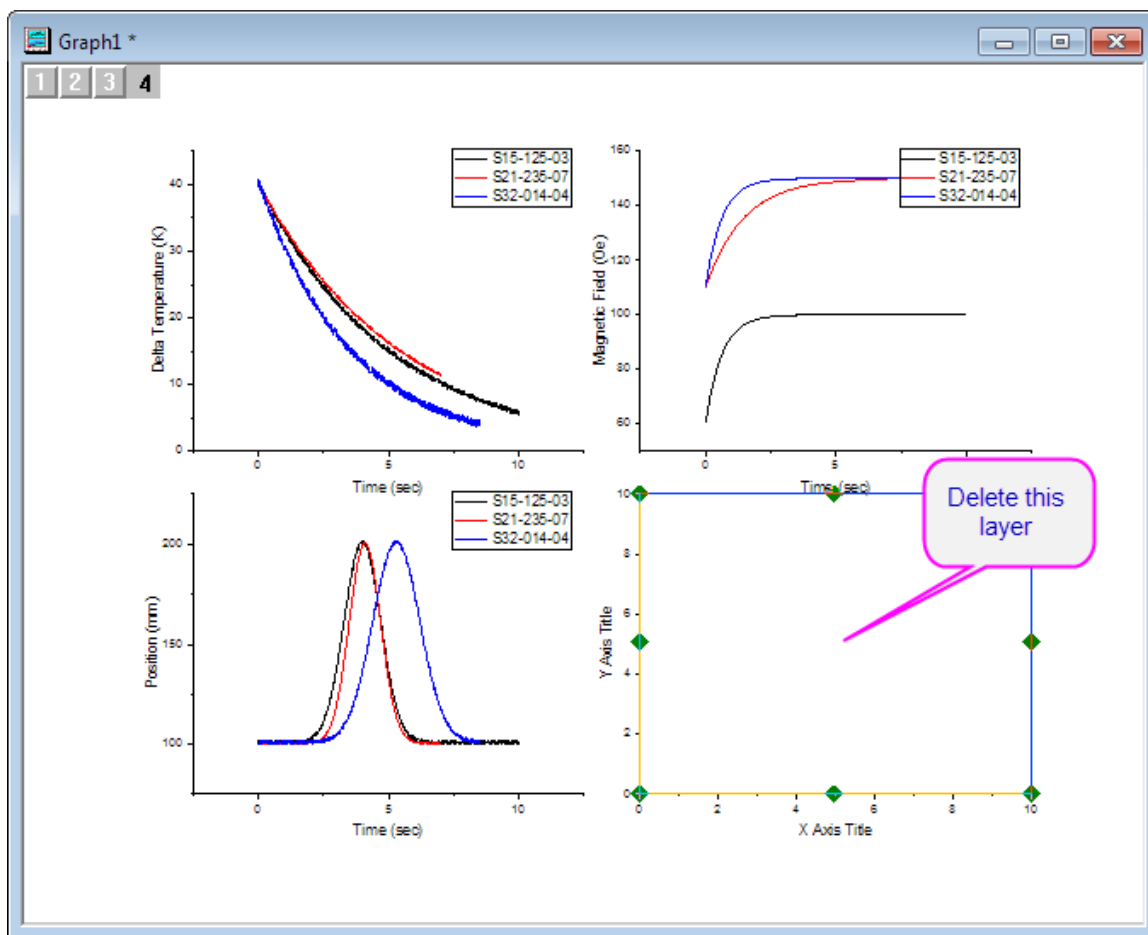 Graph1 *
1 2 3 4
S15-125-03
S21-235-07
S32-014-04
40
30
20
10
0
Delta Temperature (K)
0 5 10
Time (sec)
S15-125-03
S21-235-07
S32-014-04
160
140
120
100
80
60
Magnetic Field (Oe)
0 5
Time (sec)
S15-125-03
S21-235-07
S32-014-04
200
150
100
Position (mm)
0 5 10
Time (sec)
Delete this
layer
10
8
6
4
2
0
Y Axis Title
0 2 4 6 8 10
X Axis Title